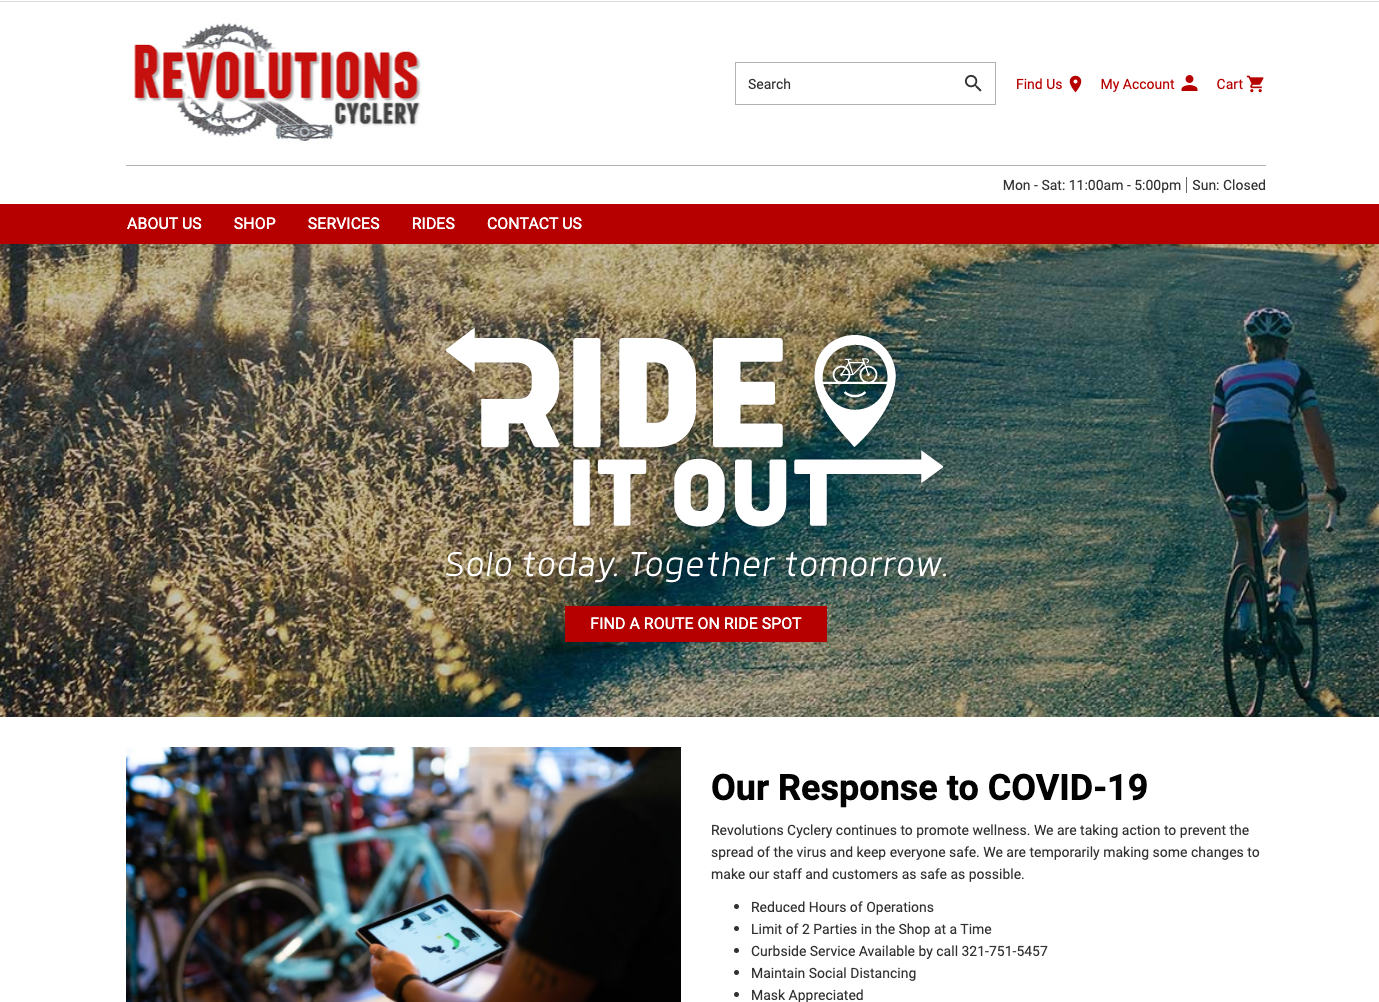 REVOLUTIONS
CYCLERY
Search
Find Us
My Account
Cart
Mon - Sat: 11:00am - 5:00pm | Sun: Closed
ABOUT US SHOP SERVICES RIDES CONTACT US
RIDE
IT OUT
Solo today. Together tomorrow.
FIND A ROUTE ON RIDE SPOT
Our Response to COVID-19
Revolutions Cyclery continues to promote wellness. We are taking action to prevent the
spread of the virus and keep everyone safe. We are temporarily making some changes to
make our staff and customers as safe as possible.
• Reduced Hours of Operations
• Limit of 2 Parties in the Shop at a Time
• Curbside Service Available by call 321-751-5457
• Maintain Social Distancing
• Mask Appreciated